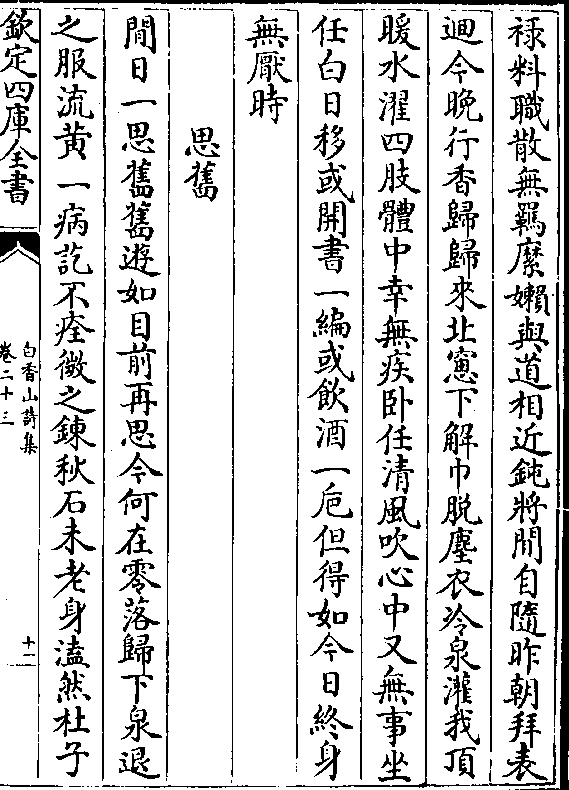 祿料職散無羈縻嬾與道相近鈍將閒自隨昨朝拜表
迴今晚行香歸歸來北窻下解巾脱塵衣冷泉灌我頂
暖水濯四肢體中幸無疾卧任清風吹心中又無事坐
任白日移或開書一編或飲酒一巵但得如今日終身
無厭時
思舊
閒日一思舊舊遊如目前再思今何在零落歸下泉退
之服流黄一病訖不痊微之鍊秋石未老身溘然杜子
欽定四庫全書
白香山詩集
卷二十三
十二